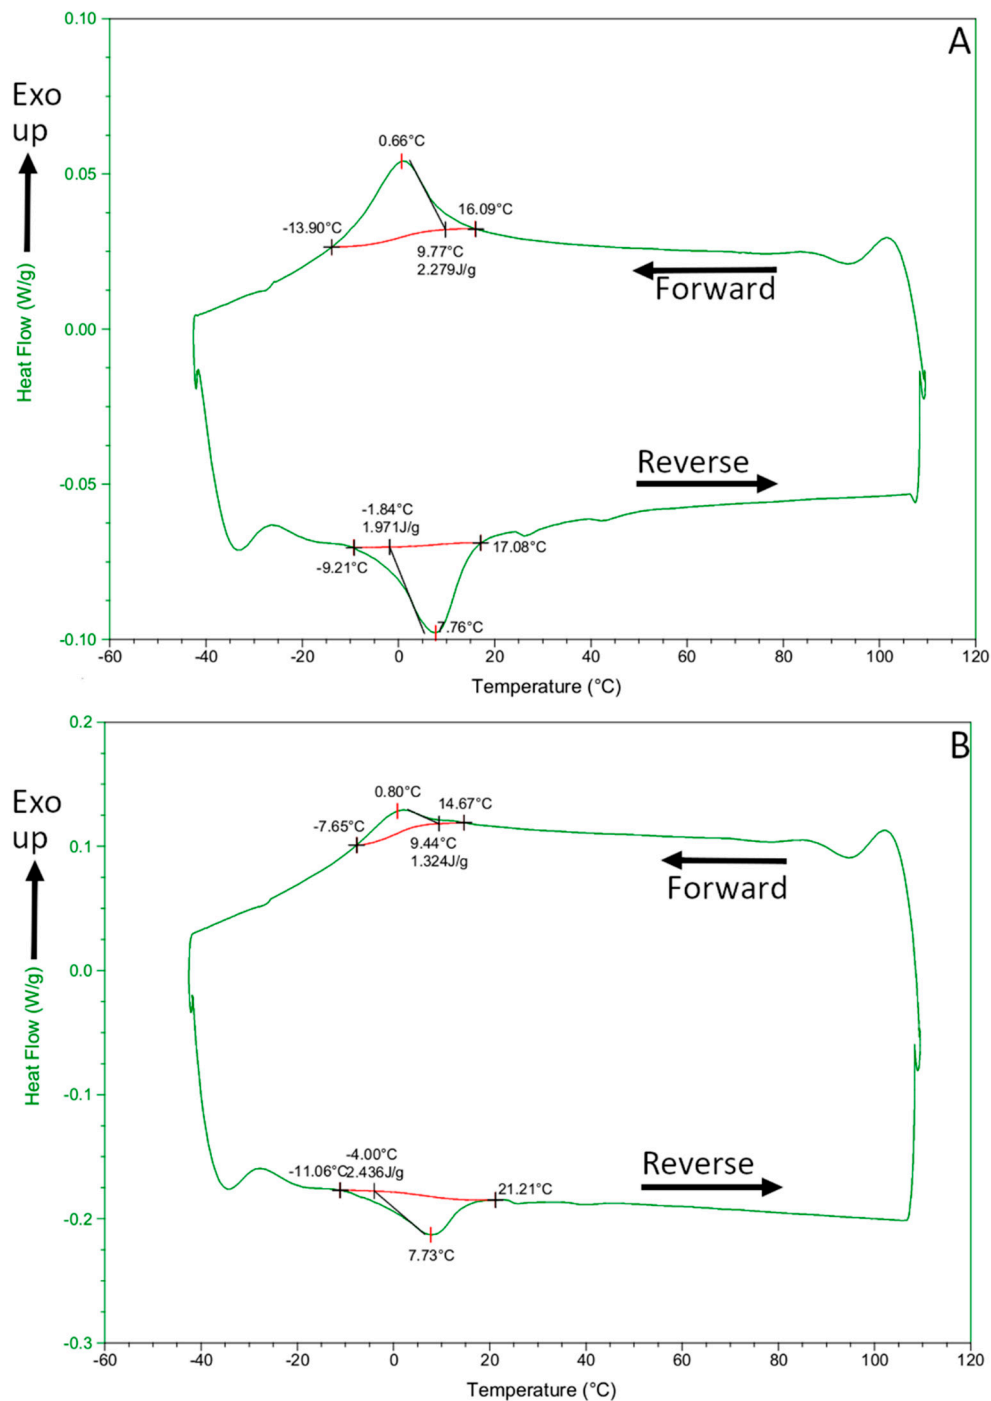 A
Exo
up
Heat Flow (W/g)
0.10
0.05
0.00
-0.05
-0.10
0.66°C
-13.90°C
16.09°C
9.77°C
2.279J/g
Forward
Reverse
-1.84°C
1.971J/g
-9.21°C
17.08°C
7.76°C
-60 -40 -20 0 20 40 60 80 100 120
Temperature (°C)
B
Exo
up
Heat Flow (W/g)
0.2
0.1
0.0
-0.1
-0.2
-0.3
0.80°C
-7.65°C
14.67°C
9.44°C
1.324J/g
Forward
Reverse
-4.00°C
-11.06°C 2.436J/g
21.21°C
7.73°C
-60 -40 -20 0 20 40 60 80 100 120
Temperature (°C)